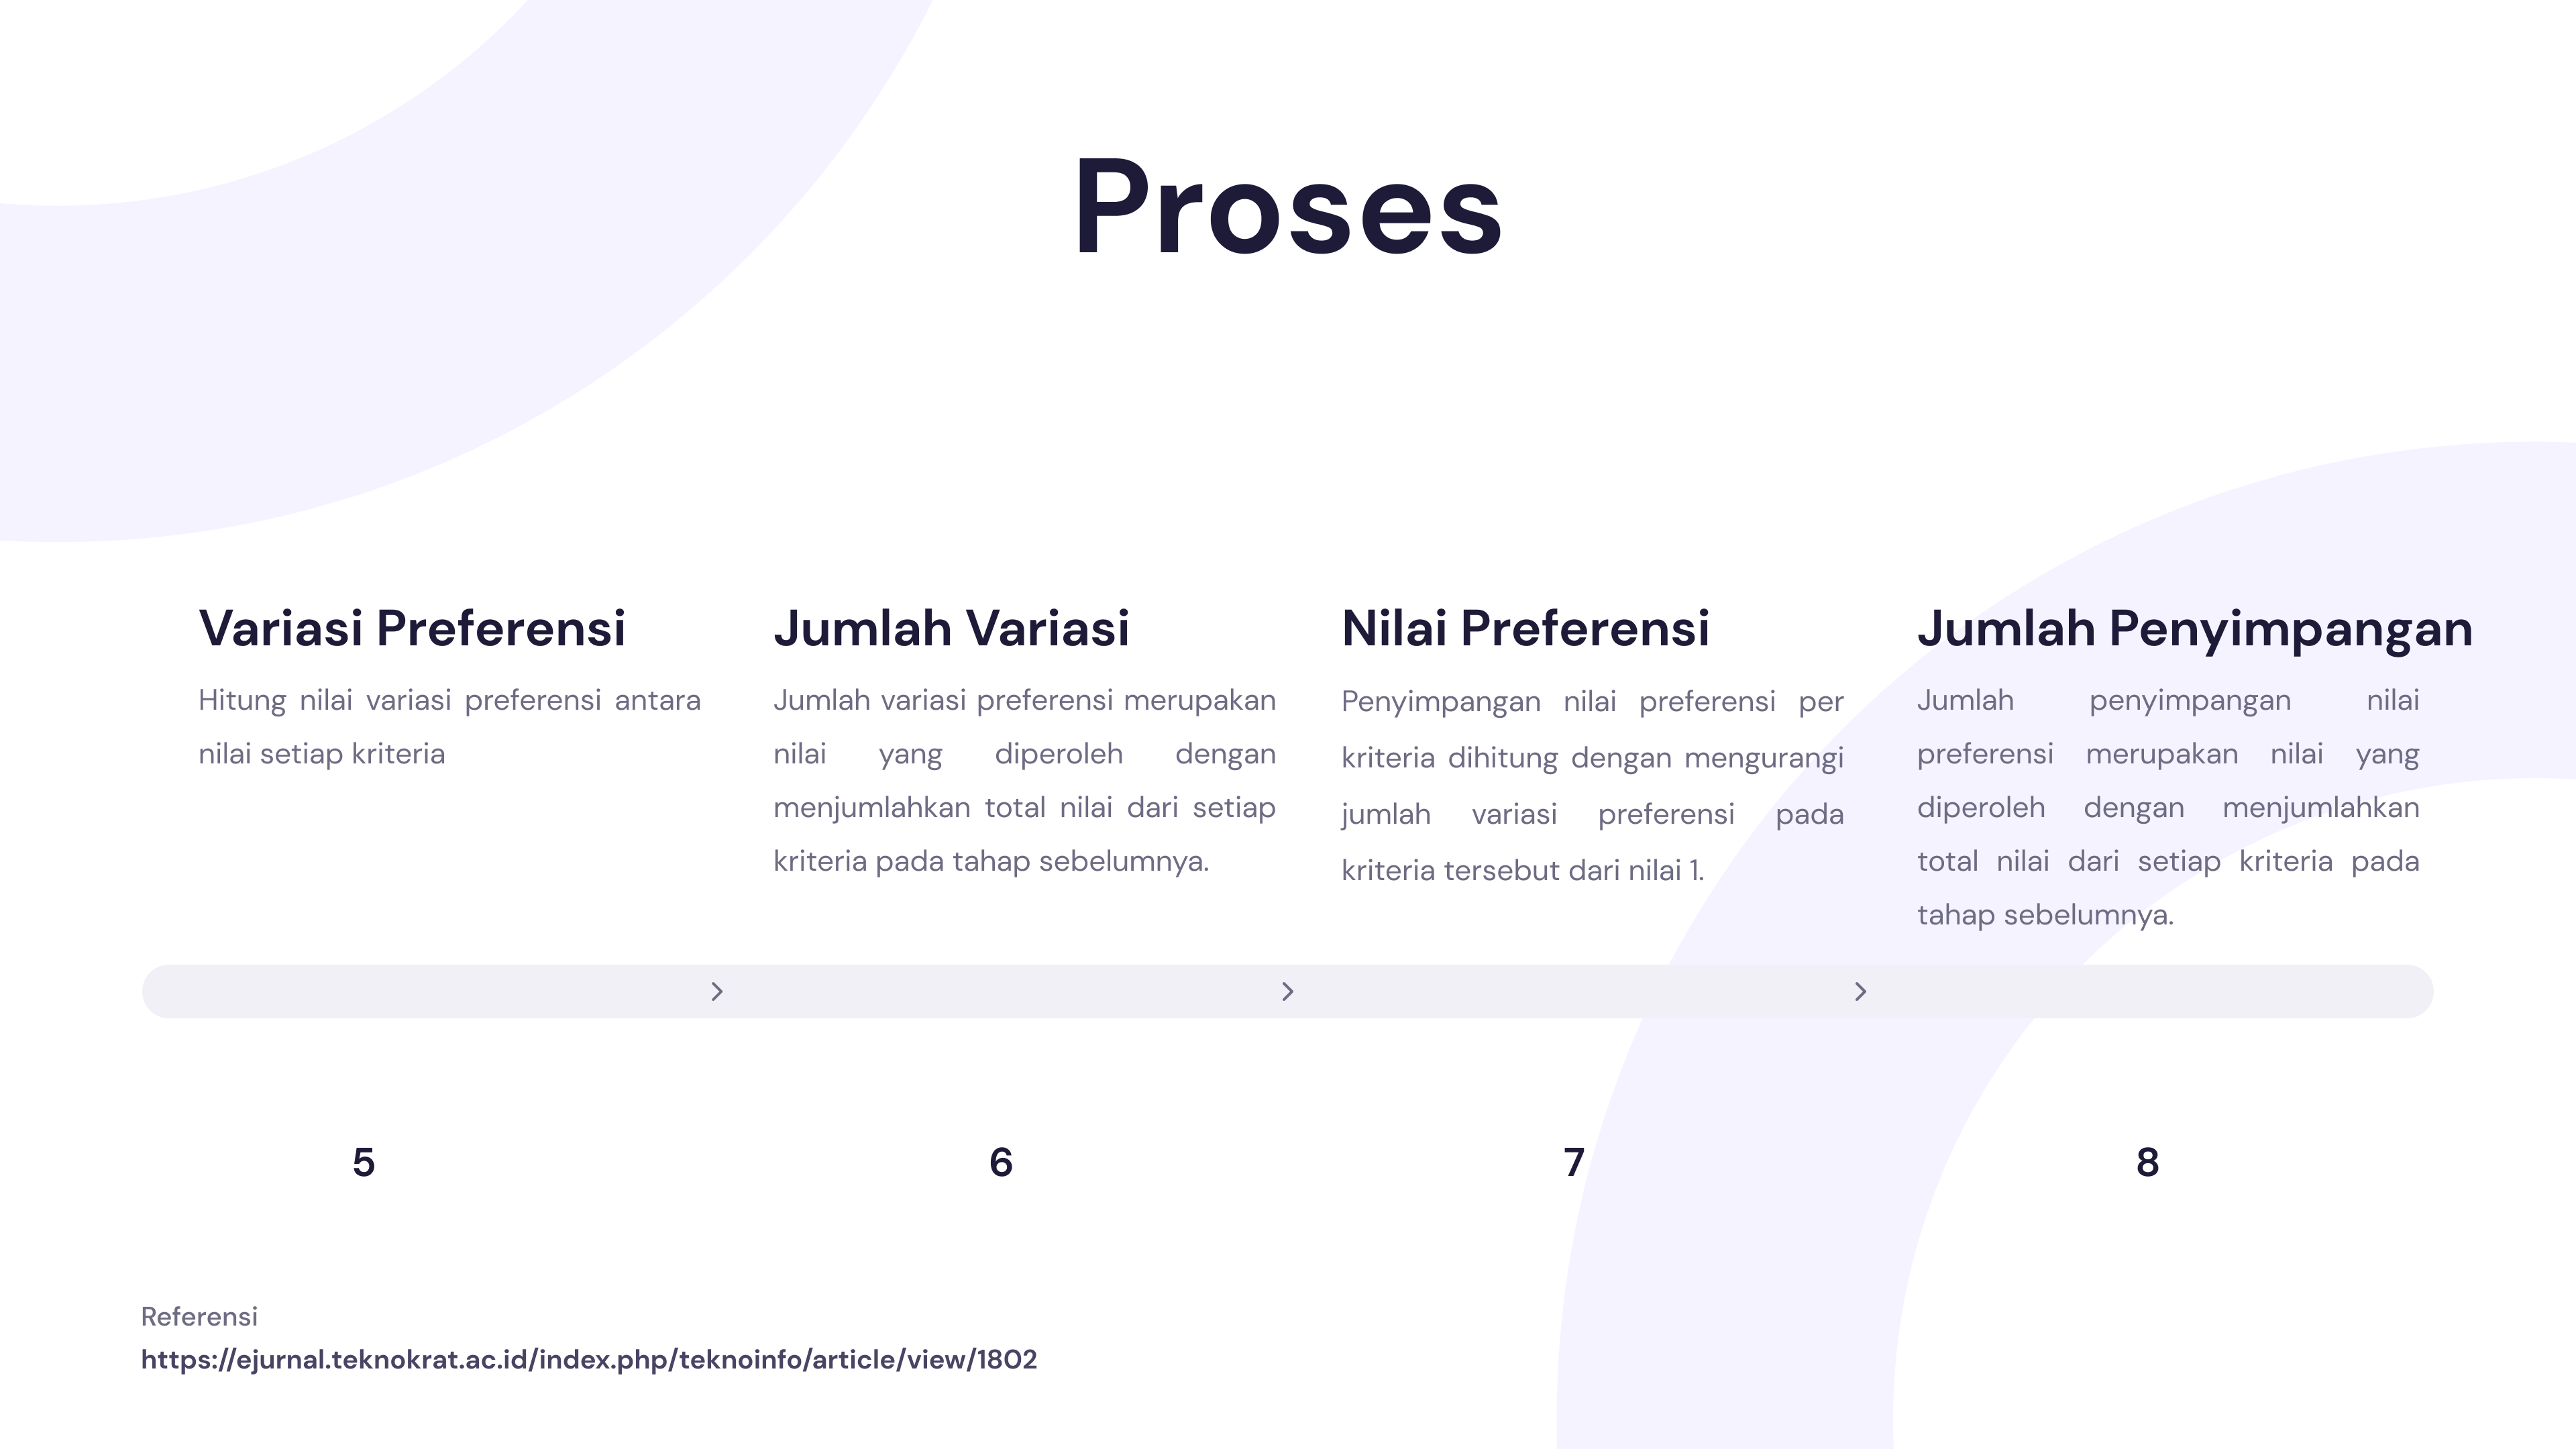 Proses
Variasi Preferensi
Hitung nilai variasi preferensi antara
nilai setiap kriteria
Jumlah Variasi
Jumlah variasi preferensi merupakan
nilai yang diperoleh dengan
menjumlahkan total nilai dari setiap
kriteria pada tahap sebelumnya.
Nilai Preferensi
Penyimpangan nilai preferensi per
kriteria dihitung dengan mengurangi
jumlah variasi preferensi pada
kriteria tersebut dari nilai 1.
Jumlah Penyimpangan
Jumlah penyimpangan nilai
preferensi merupakan nilai yang
diperoleh dengan menjumlahkan
total nilai dari setiap kriteria pada
tahap sebelumnya.
5
6
7
8
Referensi
https://ejurnal.teknokrat.ac.id/index.php/teknoinfo/article/view/1802